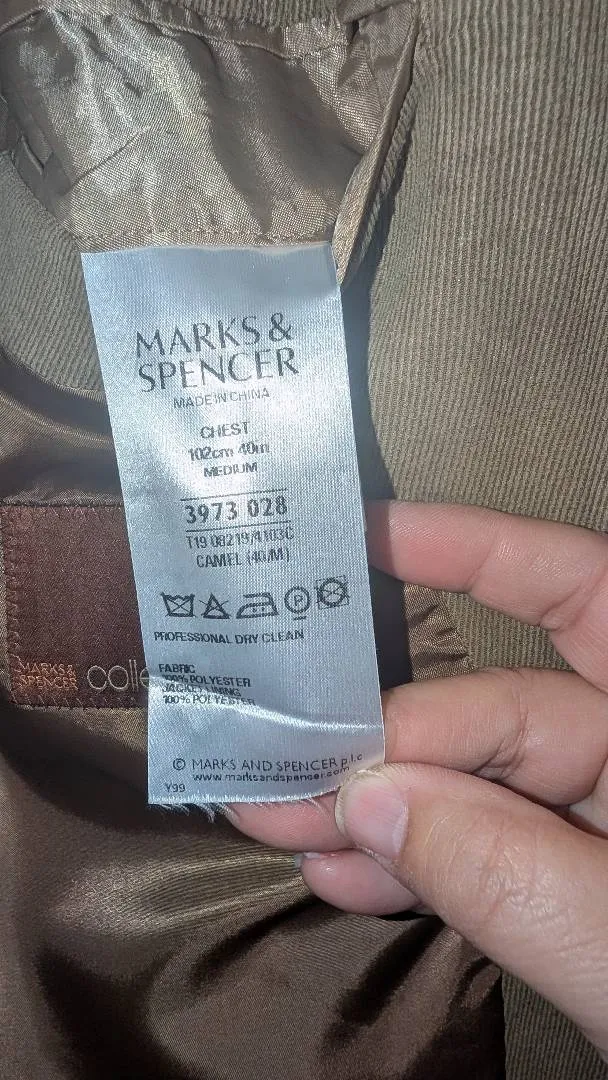 MARKS &
SPENCER
MADE IN CHINA
CHEST
102cm 40in
MEDIUM
3973 028
T19 08219/4103C
CAMEL (40/M)
P
PROFESSIONAL DRY CLEAN
FABRIC
100% POLYESTER
JACKET LINING
100% POLYESTER
© MARKS AND SPENCER p.l.c
www.marksandspencer.com
Y99
MARKS &
SPENCER
colle